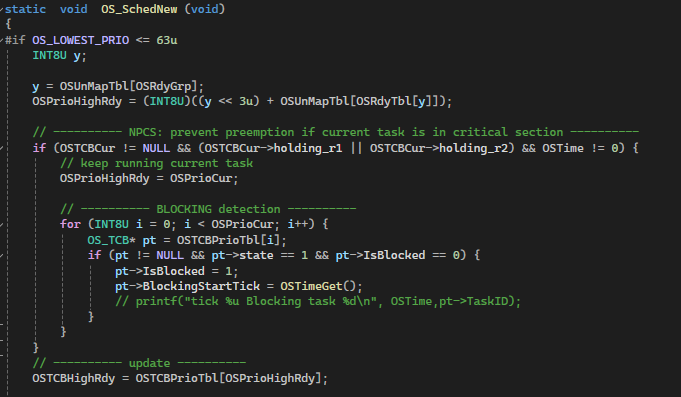 static  void  OS_SchedNew (void)
{
#if OS_LOWEST_PRIO <= 63u
    INT8U y;

    y = OSUnMapTbl[OSRdyGrp];
    OSPrioHighRdy = (INT8U)((y << 3u) + OSUnMapTbl[OSRdyTbl[y]]);

    // ---------- NPCS: prevent preemption if current task is in critical section ----------
    if (OSTCBCur != NULL && (OSTCBCur->holding_r1 || OSTCBCur->holding_r2) && OSTime != 0) {
        // keep running current task
        OSPrioHighRdy = OSPrioCur;

        // ---------- BLOCKING detection ----------
        for (INT8U i = 0; i < OSPrioCur; i++) {
            OS_TCB* pt = OSTCBPrioTbl[i];
            if (pt != NULL && pt->state == 1 && pt->IsBlocked == 0) {
                pt->IsBlocked = 1;
                pt->BlockingStartTick = OSTimeGet();
                // printf("tick %u Blocking task %d\n", OSTime,pt->TaskID);
            }
        }
    }
    // ---------- update ----------
    OSTCBHighRdy = OSTCBPrioTbl[OSPrioHighRdy];